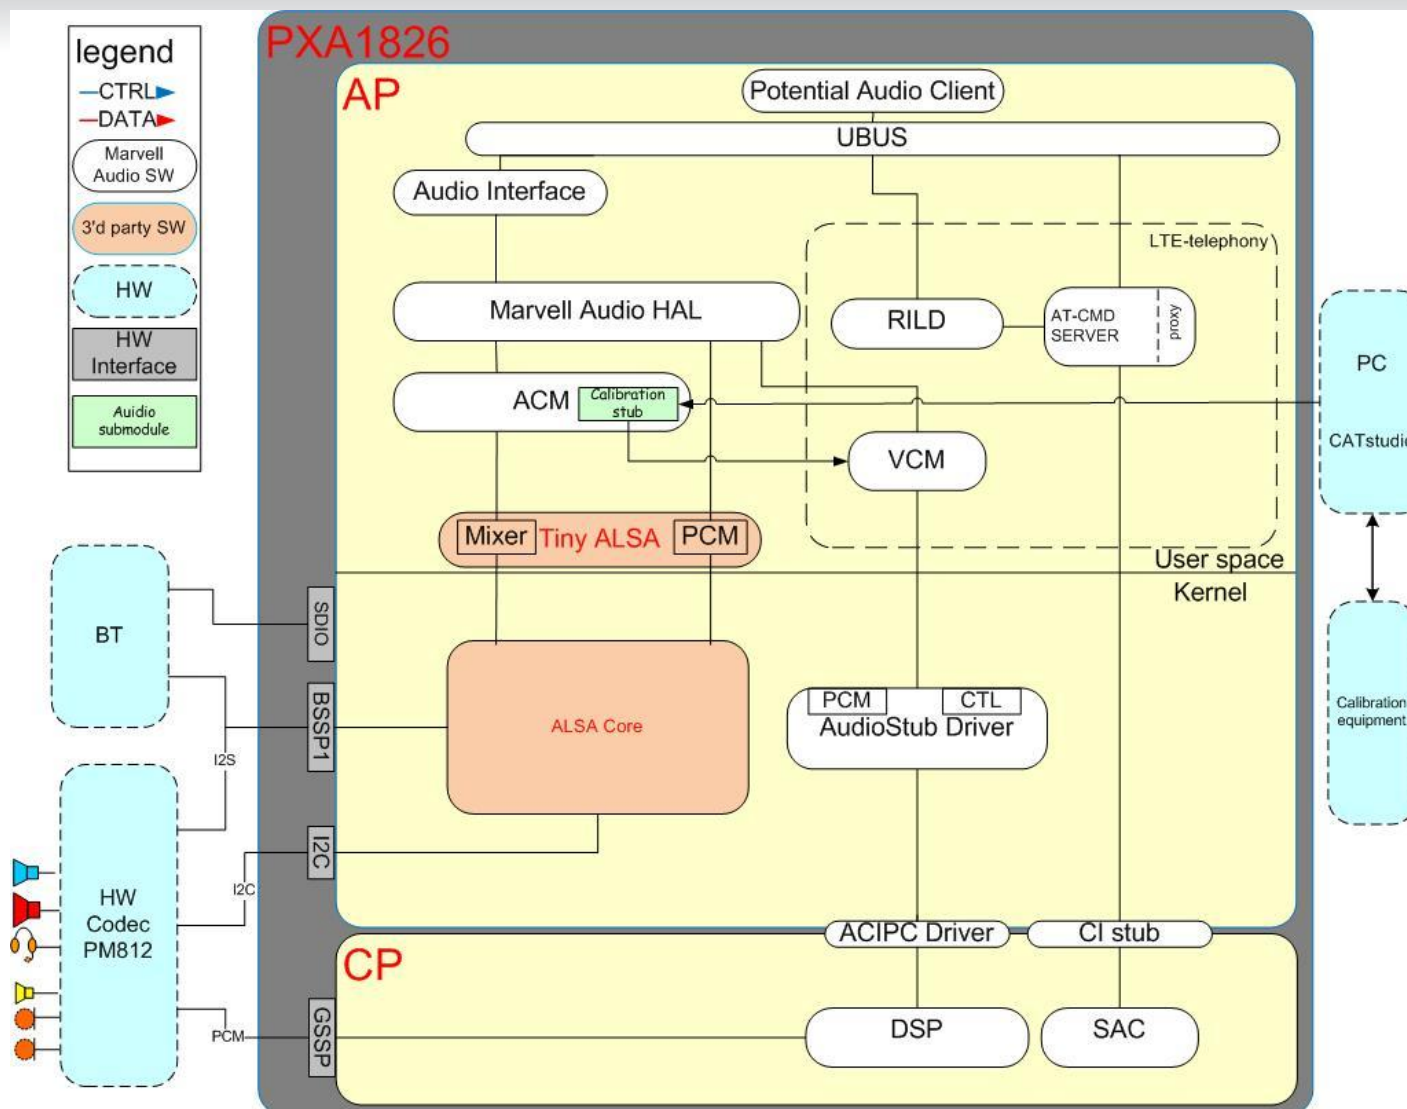 legend
CTRL
DATA
Marvell
Audio SW
3'd party SW
HW
HW
Interface
Auidio
submodule
PXA1826
AP
Potential Audio Client
UBUS
Audio Interface
LTE-telephony
Marvell Audio HAL
RILD
AT-CMD
SERVER
proxy
ACM
Calibration
stub
VCM
PC
CATstudio
Mixer
Tiny ALSA
PCM
User space
Kernel
BT
SDIO
BSSP1
I2S
ALSA Core
PCM
CTL
AudioStub Driver
Calibration
equipment
I2C
I2C
HW
Codec
PM812
ACIPC Driver
CI stub
CP
GSSP
PCM
DSP
SAC